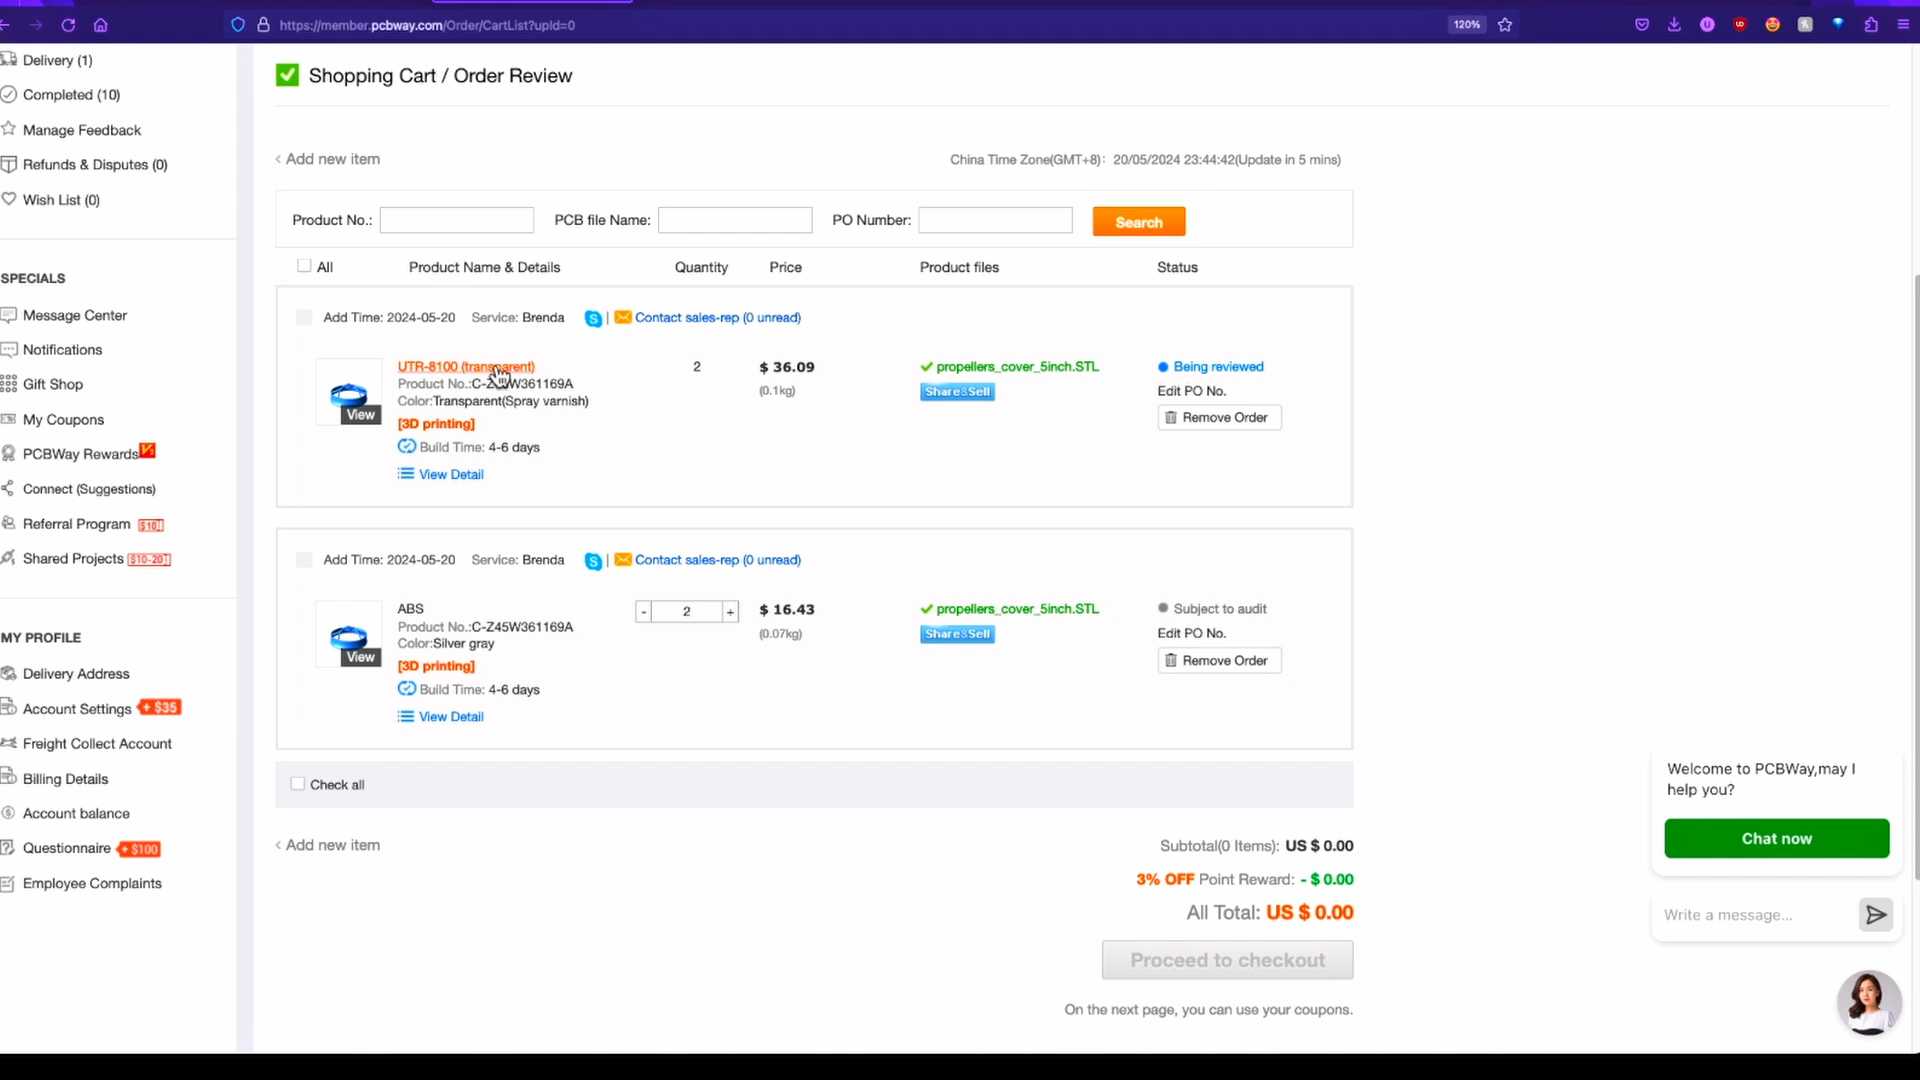 https://member.pcbway.com/Order/CartList?upId=0
120%
Delivery (1)
Completed (10)
Manage Feedback
Refunds & Disputes (0)
Wish List (0)
SPECIALS
Message Center
Notifications
Gift Shop
My Coupons
PCBWay Rewards
Connect (Suggestions)
Referral Program $10
Shared Projects $10-20
MY PROFILE
Delivery Address
Account Settings + $35
Freight Collect Account
Billing Details
Account balance
Questionnaire + $100
Employee Complaints
Shopping Cart / Order Review
< Add new item
China Time Zone(GMT+8): 20/05/2024 23:44:42(Update in 5 mins)
Product No.: PCB file Name: PO Number: Search
All Product Name & Details Quantity Price Product files Status
Add Time: 2024-05-20 Service: Brenda | Contact sales-rep (0 unread)
View
UTR-8100 (transparent) 2 $ 36.09 propellers_cover_5inch.STL Being reviewed
Product No.:C- W361169A (0.1kg) Share&Sell Edit PO No.
Color:Transparent(Spray varnish) Remove Order
[3D printing]
Build Time: 4-6 days
View Detail
Add Time: 2024-05-20 Service: Brenda | Contact sales-rep (0 unread)
View
ABS - 2 + $ 16.43 propellers_cover_5inch.STL Subject to audit
Product No.:C-Z45W361169A (0.07kg) Share&Sell Edit PO No.
Color:Silver gray Remove Order
[3D printing]
Build Time: 4-6 days
View Detail
Check all
< Add new item
Subtotal(0 Items): US $ 0.00
3% OFF Point Reward: - $ 0.00
All Total: US $ 0.00
Proceed to checkout
On the next page, you can use your coupons.
Welcome to PCBWay,may I
help you?
Chat now
Write a message...